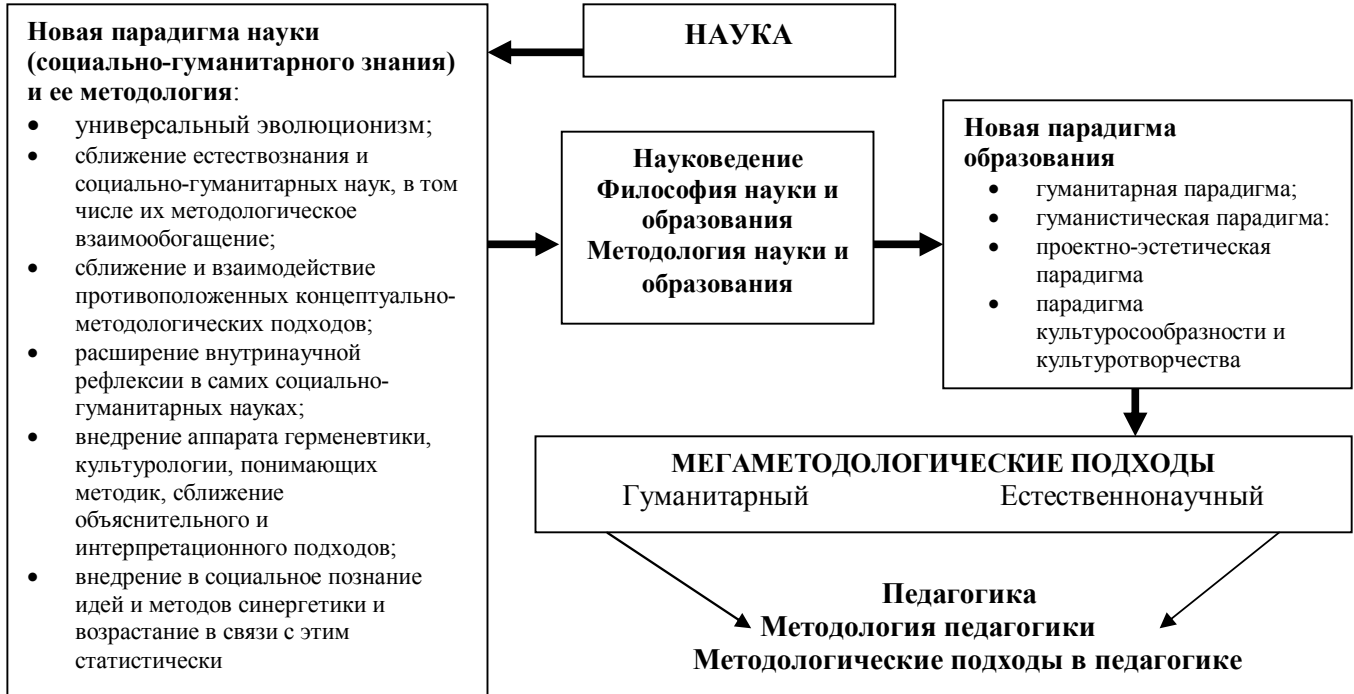 НАУКА
Новая парадигма науки
(социально-гуманитарного знания)
и ее методология:
• универсальный эволюционизм;
• сближение естествознания и
социально-гуманитарных наук, в том
числе их методологическое
взаимообогащение;
• сближение и взаимодействие
противоположенных концептуально-
методологических подходов;
• расширение внутринаучной
рефлексии в самих социально-
гуманитарных науках;
• внедрение аппарата герменевтики,
культурологии, понимающих
методик, сближение
объяснительного и
интерпретационного подходов;
• внедрение в социальное познание
идей и методов синергетики и
возрастание в связи с этим
статистически
Науковедение
Философия науки и
образования
Методология науки и
образования
Новая парадигма
образования
• гуманитарная парадигма;
• гуманистическая парадигма:
• проектно-эстетическая
парадигма
• парадигма
культуросообразности и
культуротворчества
МЕГАМЕТОДОЛОГИЧЕСКИЕ ПОДХОДЫ
Гуманитарный Естественнонаучный
Педагогика
Методология педагогики
Методологические подходы в педагогике